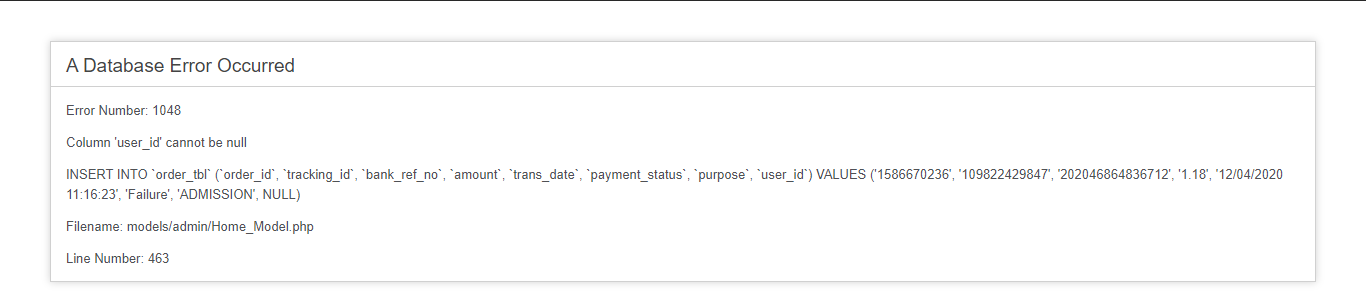 A Database Error Occurred
Error Number: 1048
Column 'user_id' cannot be null
INSERT INTO `order_tbl` (`order_id`, `tracking_id`, `bank_ref_no`, `amount`, `trans_date`, `payment_status`, `purpose`, `user_id`) VALUES ('1586670236', '109822429847', '202046864836712', '1.18', '12/04/2020
11:16:23', 'Failure', 'ADMISSION', NULL)
Filename: models/admin/Home_Model.php
Line Number: 463